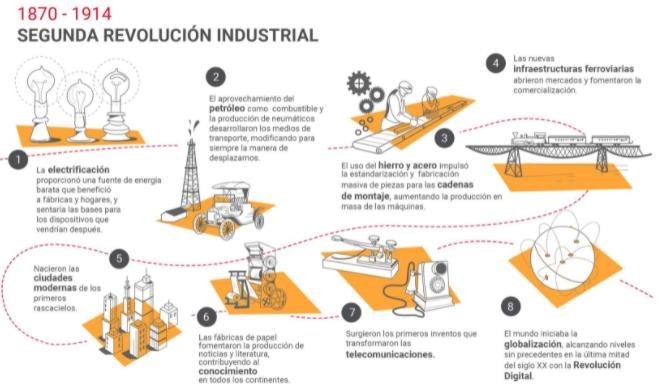 1870 - 1914
SEGUNDA REVOLUCIÓN INDUSTRIAL
1
La electrificación
proporcionó una fuente de energía
barata que benefició
a fábricas y hogares, y
sentaría las bases para
los dispositivos que
vendrían después.
2
El aprovechamiento del
petróleo como combustible y
la producción de neumáticos
desarrollaron los medios de
transporte, modificando para
siempre la manera de
desplazarnos.
3
El uso del hierro y acero impulsó
la estandarización y fabricación
masiva de piezas para las cadenas
de montaje, aumentando la producción en
masa de las máquinas.
4
Las nuevas
infraestructuras ferroviarias
abrieron mercados y fomentaron la
comercialización.
5
Nacieron las
ciudades
modernas de los
primeros
rascacielos.
6
Las fábricas de papel
fomentaron la producción de
noticias y literatura,
contribuyendo al
conocimiento
en todos los continentes.
7
Surgieron los primeros inventos que
transformaron las
telecomunicaciones.
8
El mundo iniciaba la
globalización, alcanzando niveles
sin precedentes en la última mitad
del siglo XX con la Revolución
Digital.